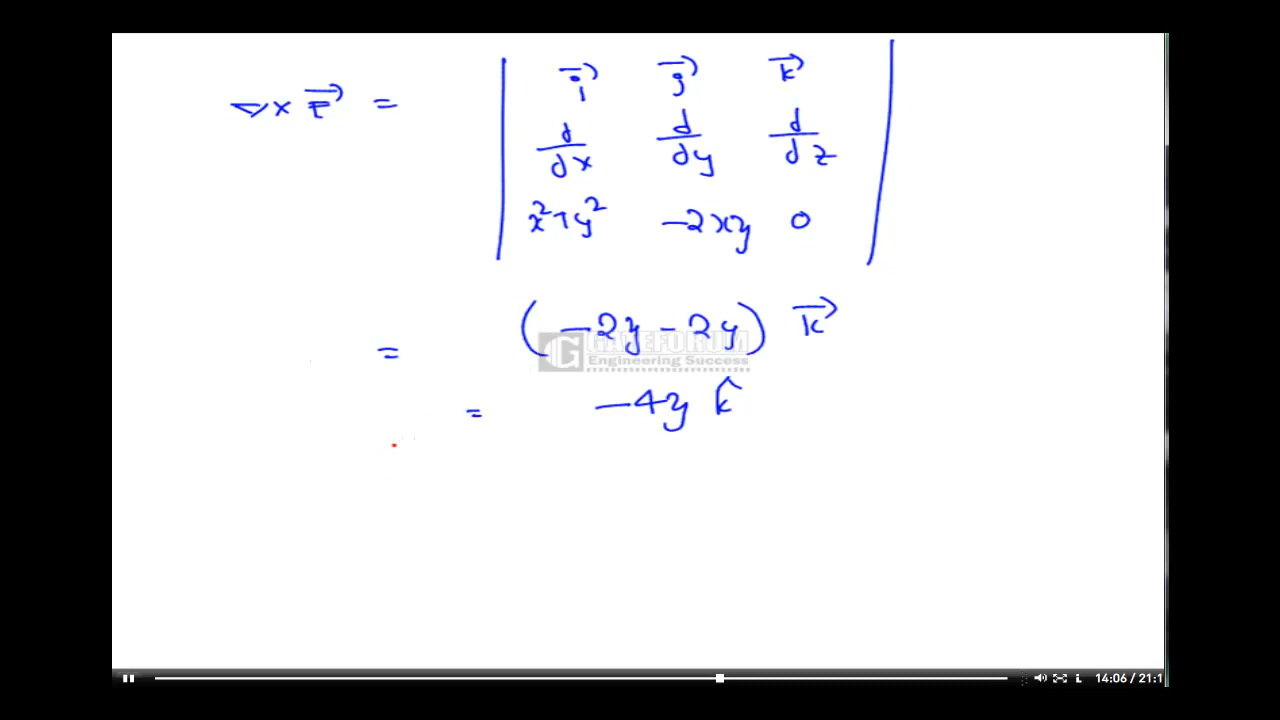 ∇ × F⃗ = | i⃗ j⃗ k⃗ |
| d/dx d/dy d/dz |
| x²+y² -2xy 0 |
= (-2y - 2y) k⃗
GATEFORUM
Engineering Success
= -4y k̂
14:06 / 21:1